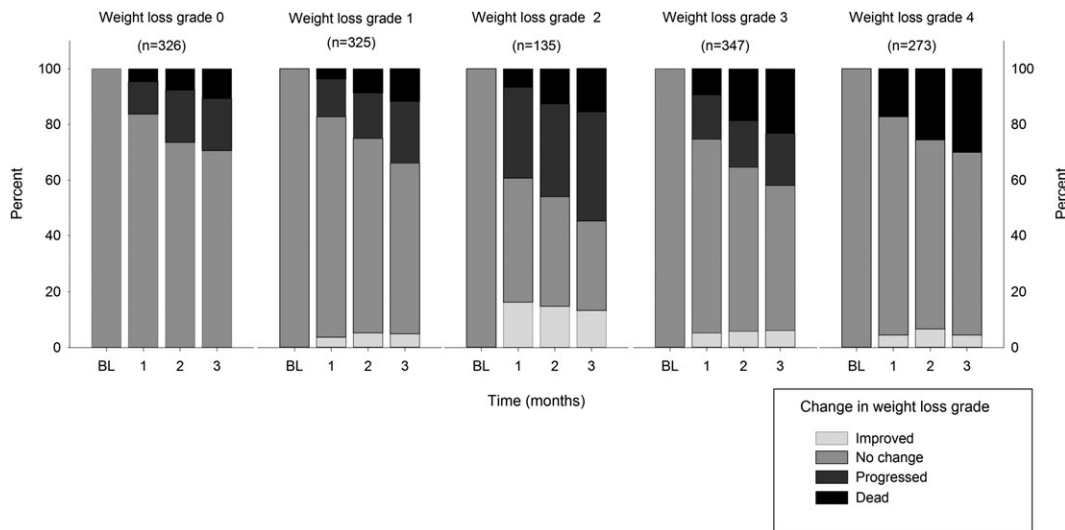 Weight loss grade 0 Weight loss grade 1 Weight loss grade 2 Weight loss grade 3 Weight loss grade 4
(n=326) (n=325) (n=135) (n=347) (n=273)
100 100
80 80
60 60
40 40
20 20
0 0
Percent Percent
BL 1 2 3 BL 1 2 3 BL 1 2 3 BL 1 2 3 BL 1 2 3
Time (months)
Change in weight loss grade
Improved
No change
Progressed
Dead